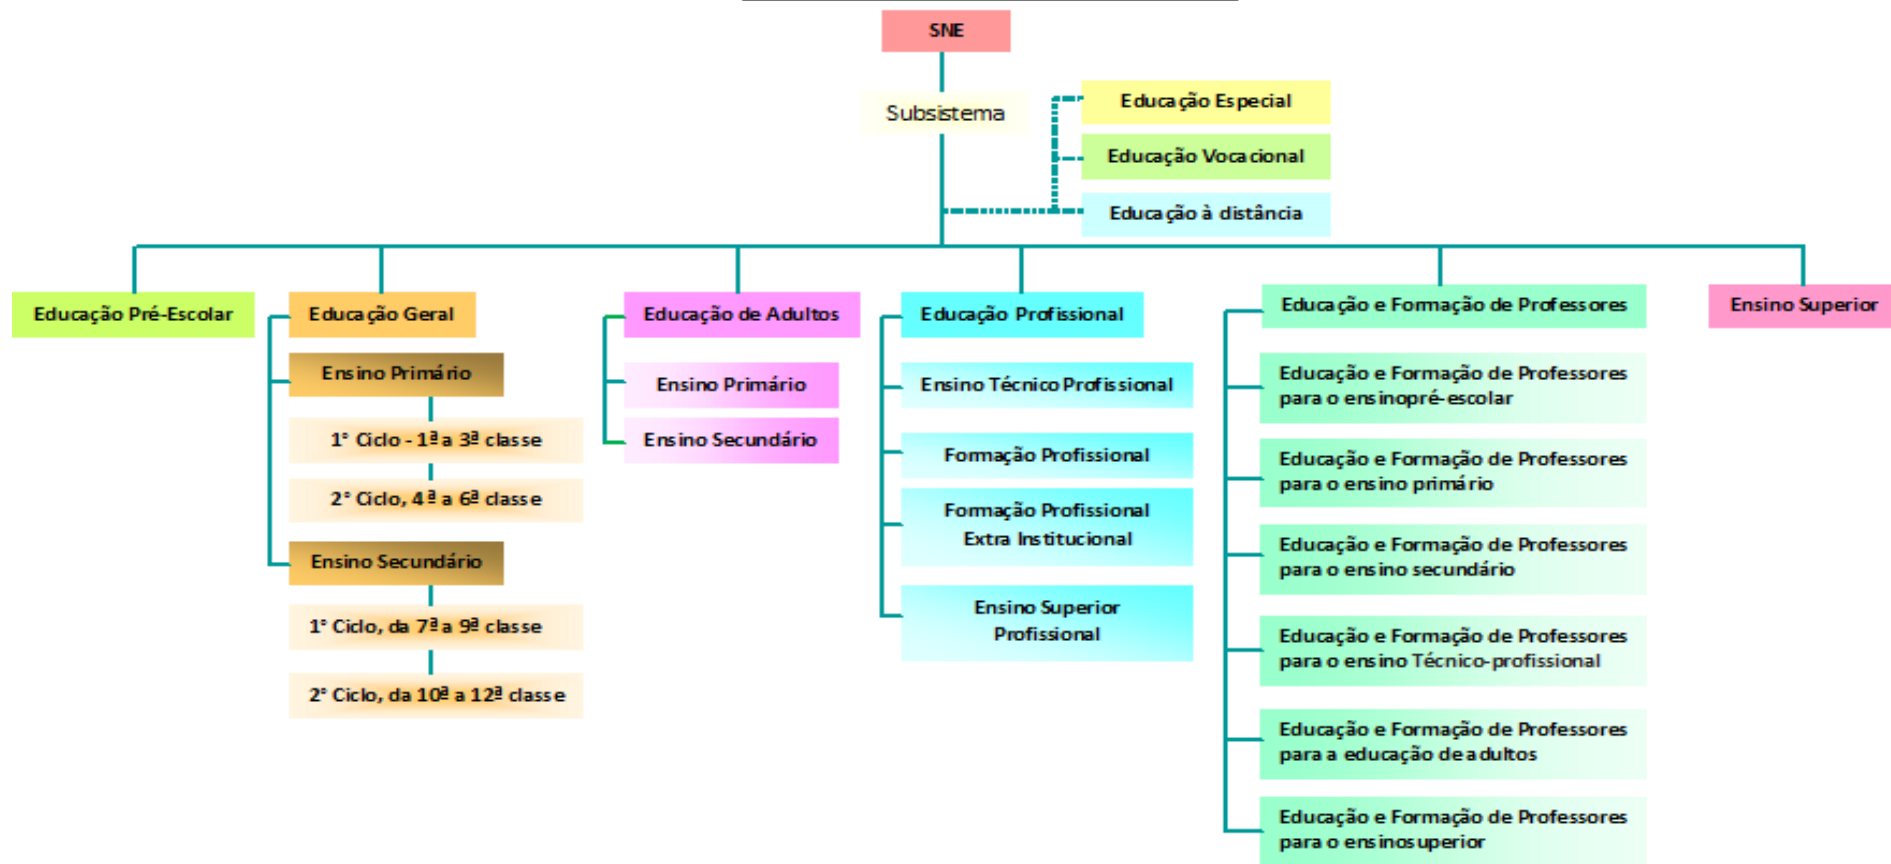 SNE
Subsistema
Educação Especial
Educação Vocacional
Educação à distância
Educação Pré-Escolar
Educação Geral
Ensino Primário
1° Ciclo - 1ª a 3ª classe
2° Ciclo, 4ª a 6ª classe
Ensino Secundário
1° Ciclo, da 7ª a 9ª classe
2° Ciclo, da 10ª a 12ª classe
Educação de Adultos
Ensino Primário
Ensino Secundário
Educação Profissional
Ensino Técnico Profissional
Formação Profissional
Formação Profissional
Extra Institucional
Ensino Superior
Profissional
Educação e Formação de Professores
Educação e Formação de Professores
para o ensinopré-escolar
Educação e Formação de Professores
para o ensino primário
Educação e Formação de Professores
para o ensino secundário
Educação e Formação de Professores
para o ensino Técnico-profissional
Educação e Formação de Professores
para a educação de adultos
Educação e Formação de Professores
para o ensinosuperior
Ensino Superior